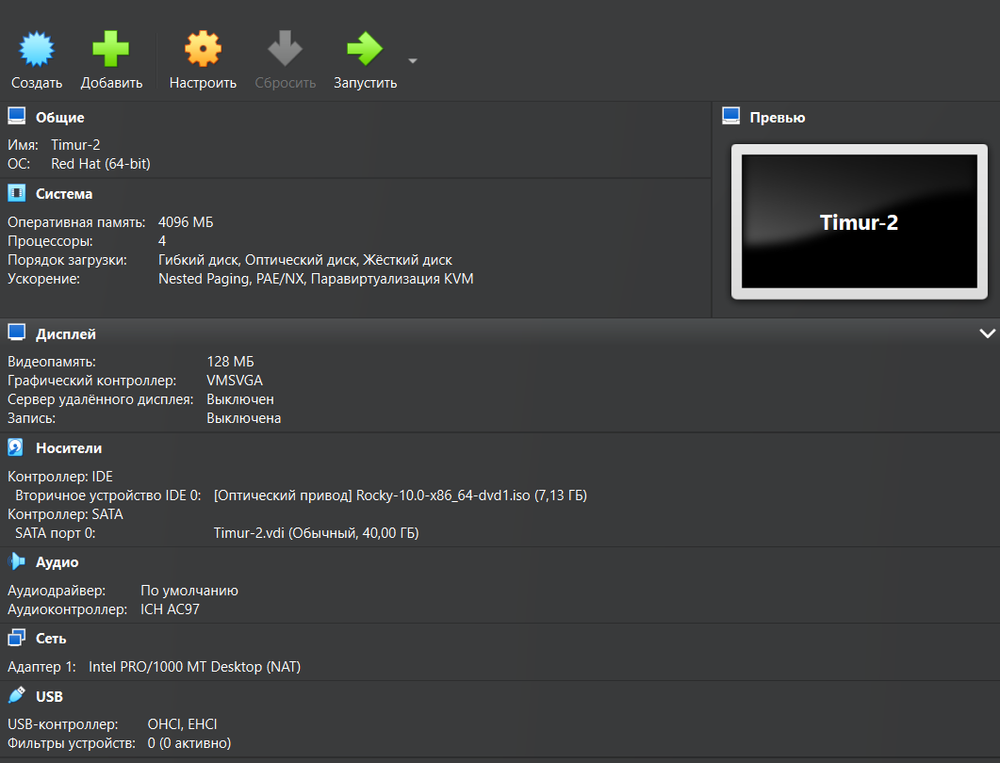 Создать Добавить Настроить Сбросить Запустить
Общие
Имя: Timur-2
ОС: Red Hat (64-bit)
Превью
Timur-2
Система
Оперативная память: 4096 МБ
Процессоры: 4
Порядок загрузки: Гибкий диск, Оптический диск, Жёсткий диск
Ускорение: Nested Paging, PAE/NX, Паравиртуализация KVM
Дисплей
Видеопамять: 128 МБ
Графический контроллер: VMSVGA
Сервер удалённого дисплея: Выключен
Запись: Выключена
Носители
Контроллер: IDE
Вторичное устройство IDE 0: [Оптический привод] Rocky-10.0-x86_64-dvd1.iso (7,13 ГБ)
Контроллер: SATA
SATA порт 0: Timur-2.vdi (Обычный, 40,00 ГБ)
Аудио
Аудиодрайвер: По умолчанию
Аудиоконтроллер: ICH AC97
Сеть
Адаптер 1: Intel PRO/1000 MT Desktop (NAT)
USB
USB-контроллер: OHCI, EHCI
Фильтры устройств: 0 (0 активно)